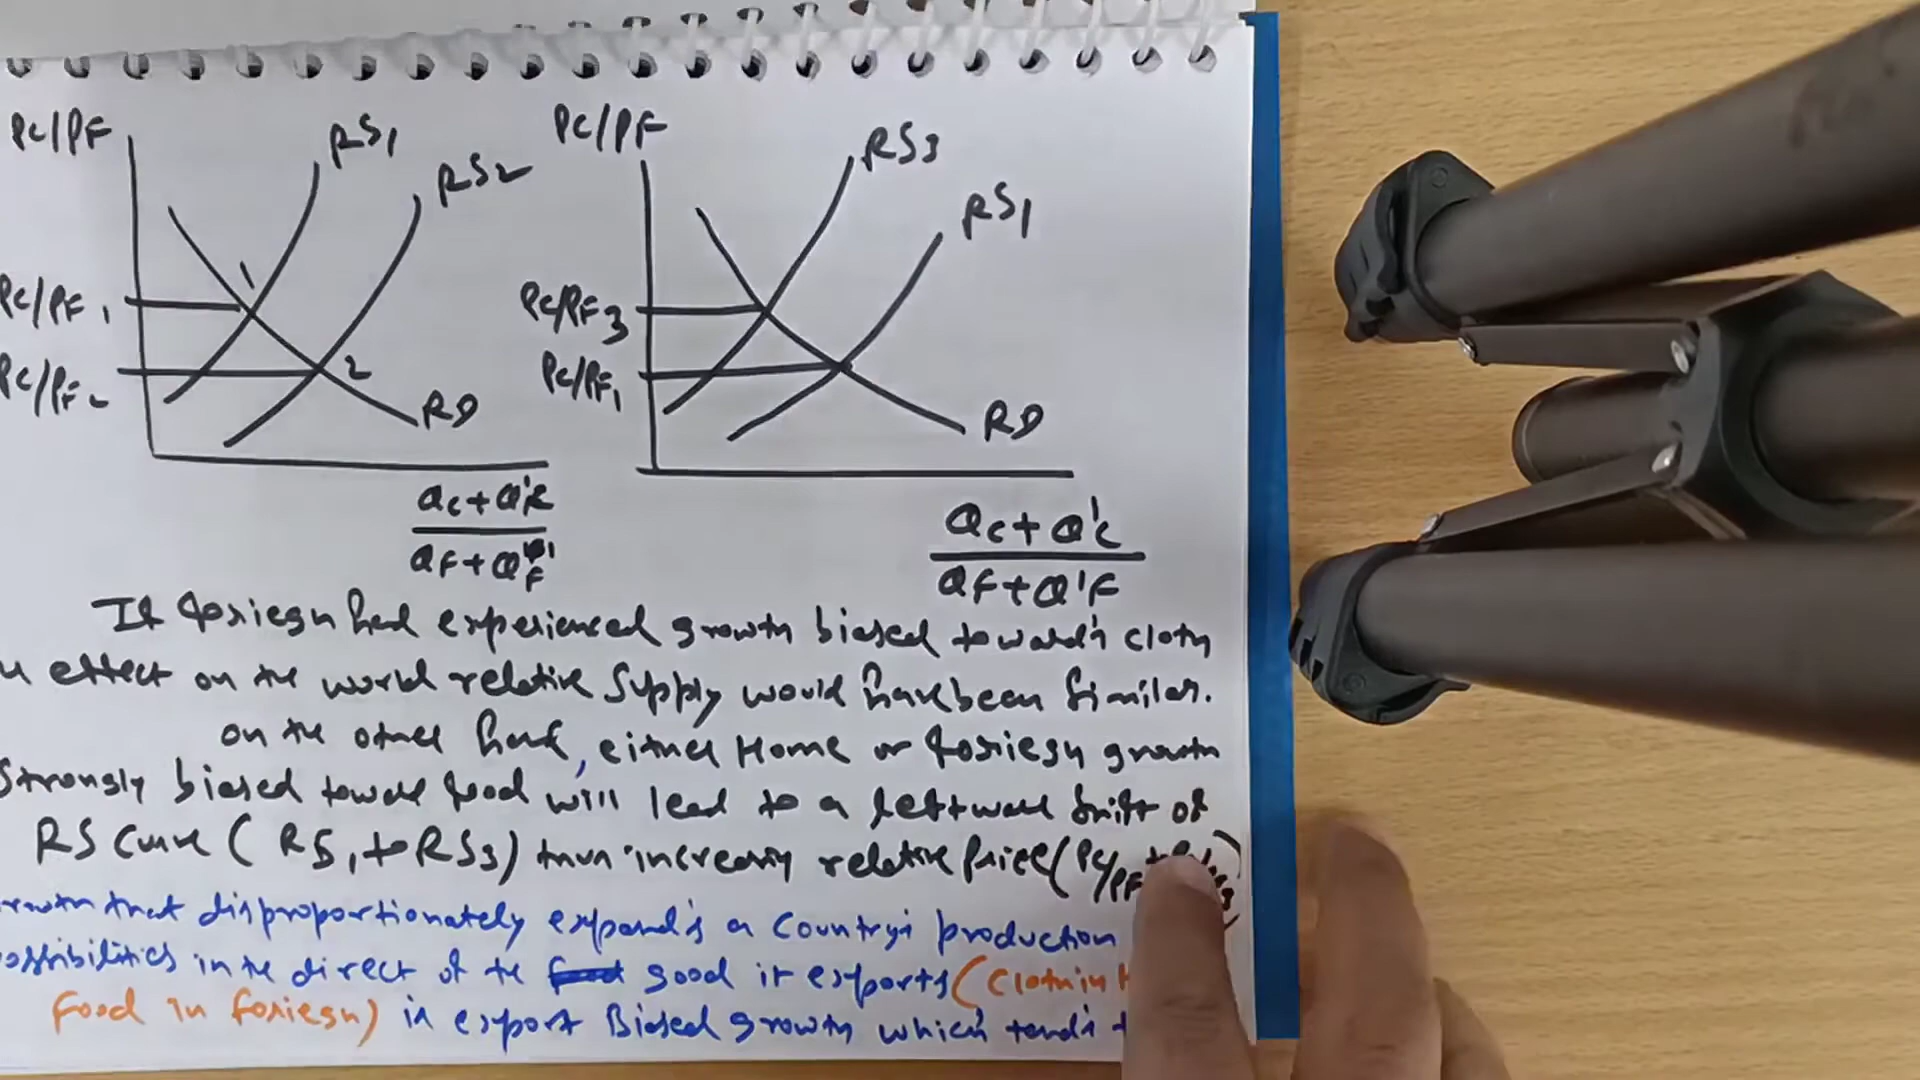 PC/PF
RS1
RS2
PC/PF1
1
PC/PF2
2
RD
QC+Q'C
QF+Q'F
PC/PF
RS3
RS1
PC/PF3
PC/PF1
RD
QC+Q'C
QF+Q'F
If foriegn had experienced growth biased toward's cloth
effect on the world relative supply would have been similar.
on the other hand, either Home or foriegn growth
Strongly biased toward food will lead to a leftward shift of
RS Curve (RS1 to RS3) thus increasing relative Price (PC/PF
that disproportionately expand's a Country's production
in the direct of the good it exports (cloth in
food in foriegn) is export Biased growth which tend's